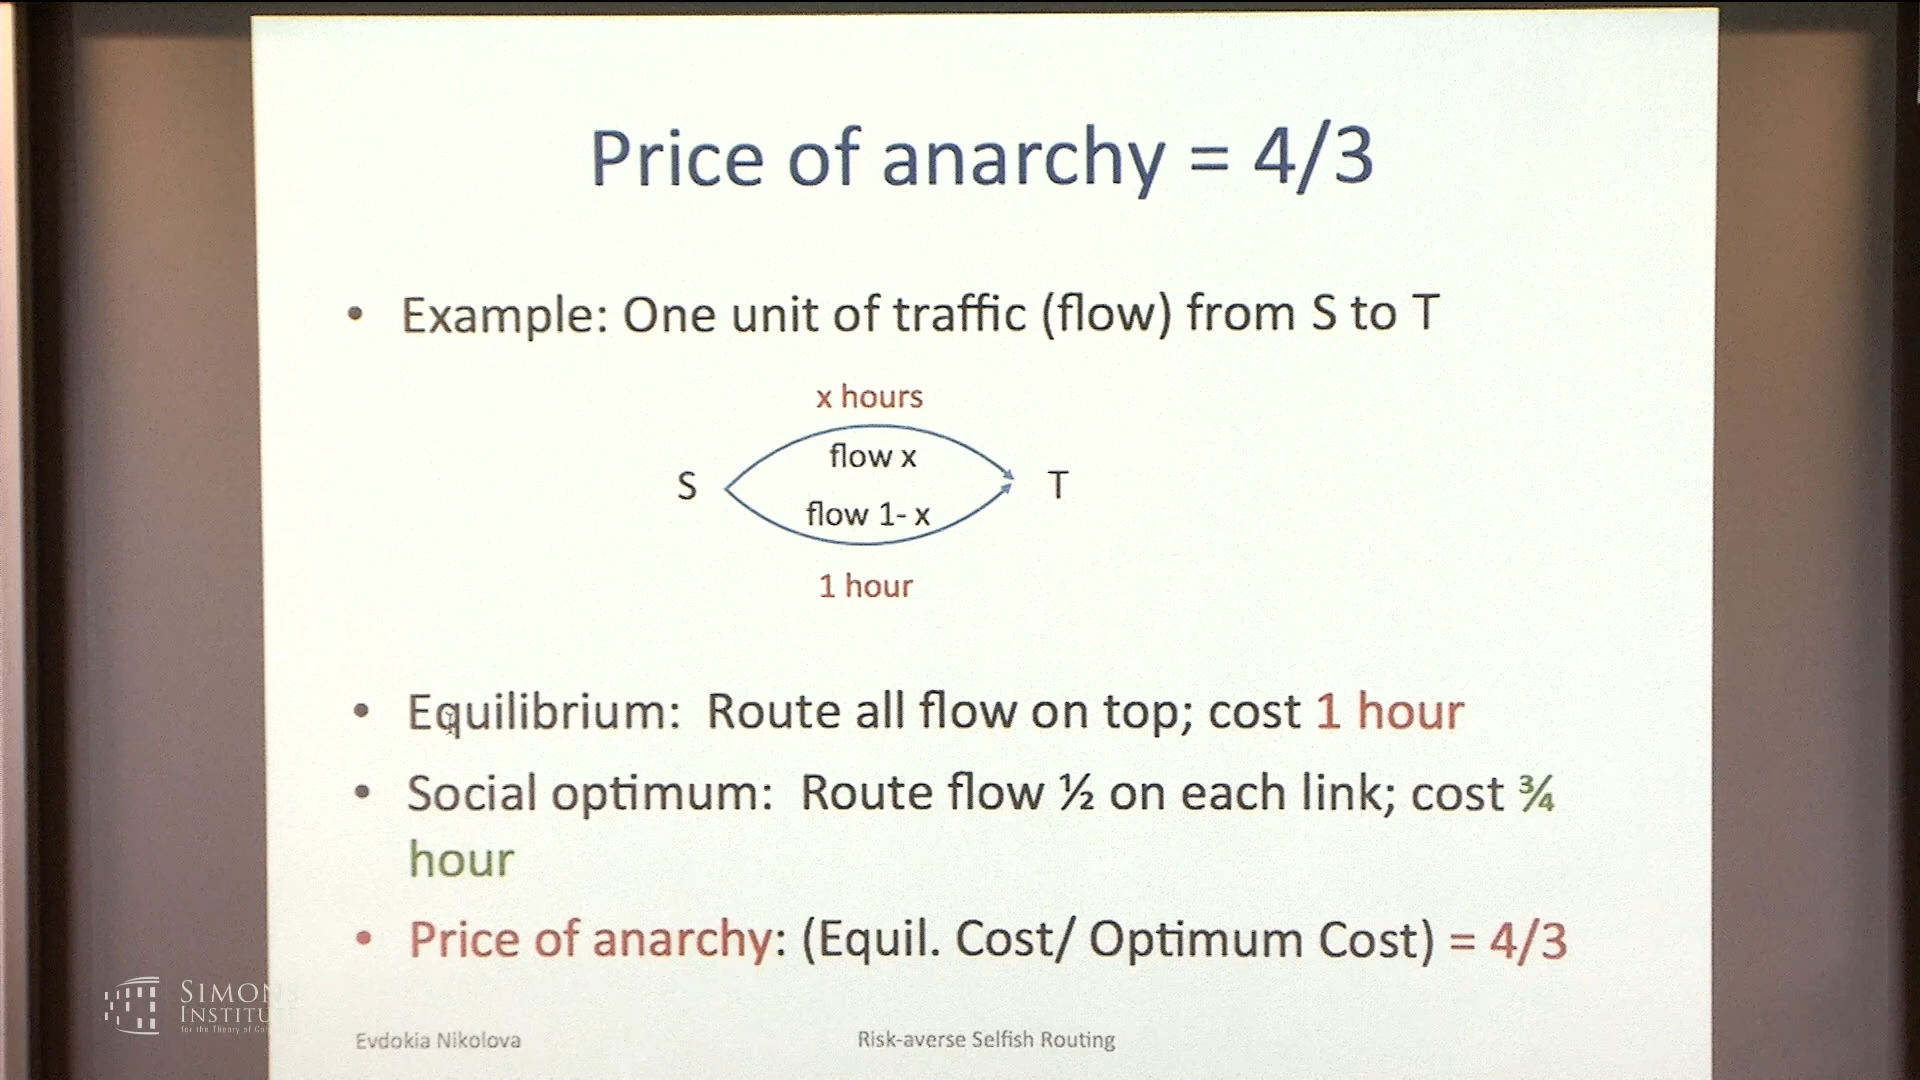 Price of anarchy = 4/3
• Example: One unit of traffic (flow) from S to T
x hours
flow x
S
T
flow 1- x
1 hour
• Equilibrium: Route all flow on top; cost 1 hour
• Social optimum: Route flow ½ on each link; cost ¾
hour
• Price of anarchy: (Equil. Cost/ Optimum Cost) = 4/3
SIMONS
INSTITU
for the Theory of
Evdokia Nikolova
Risk-averse Selfish Routing